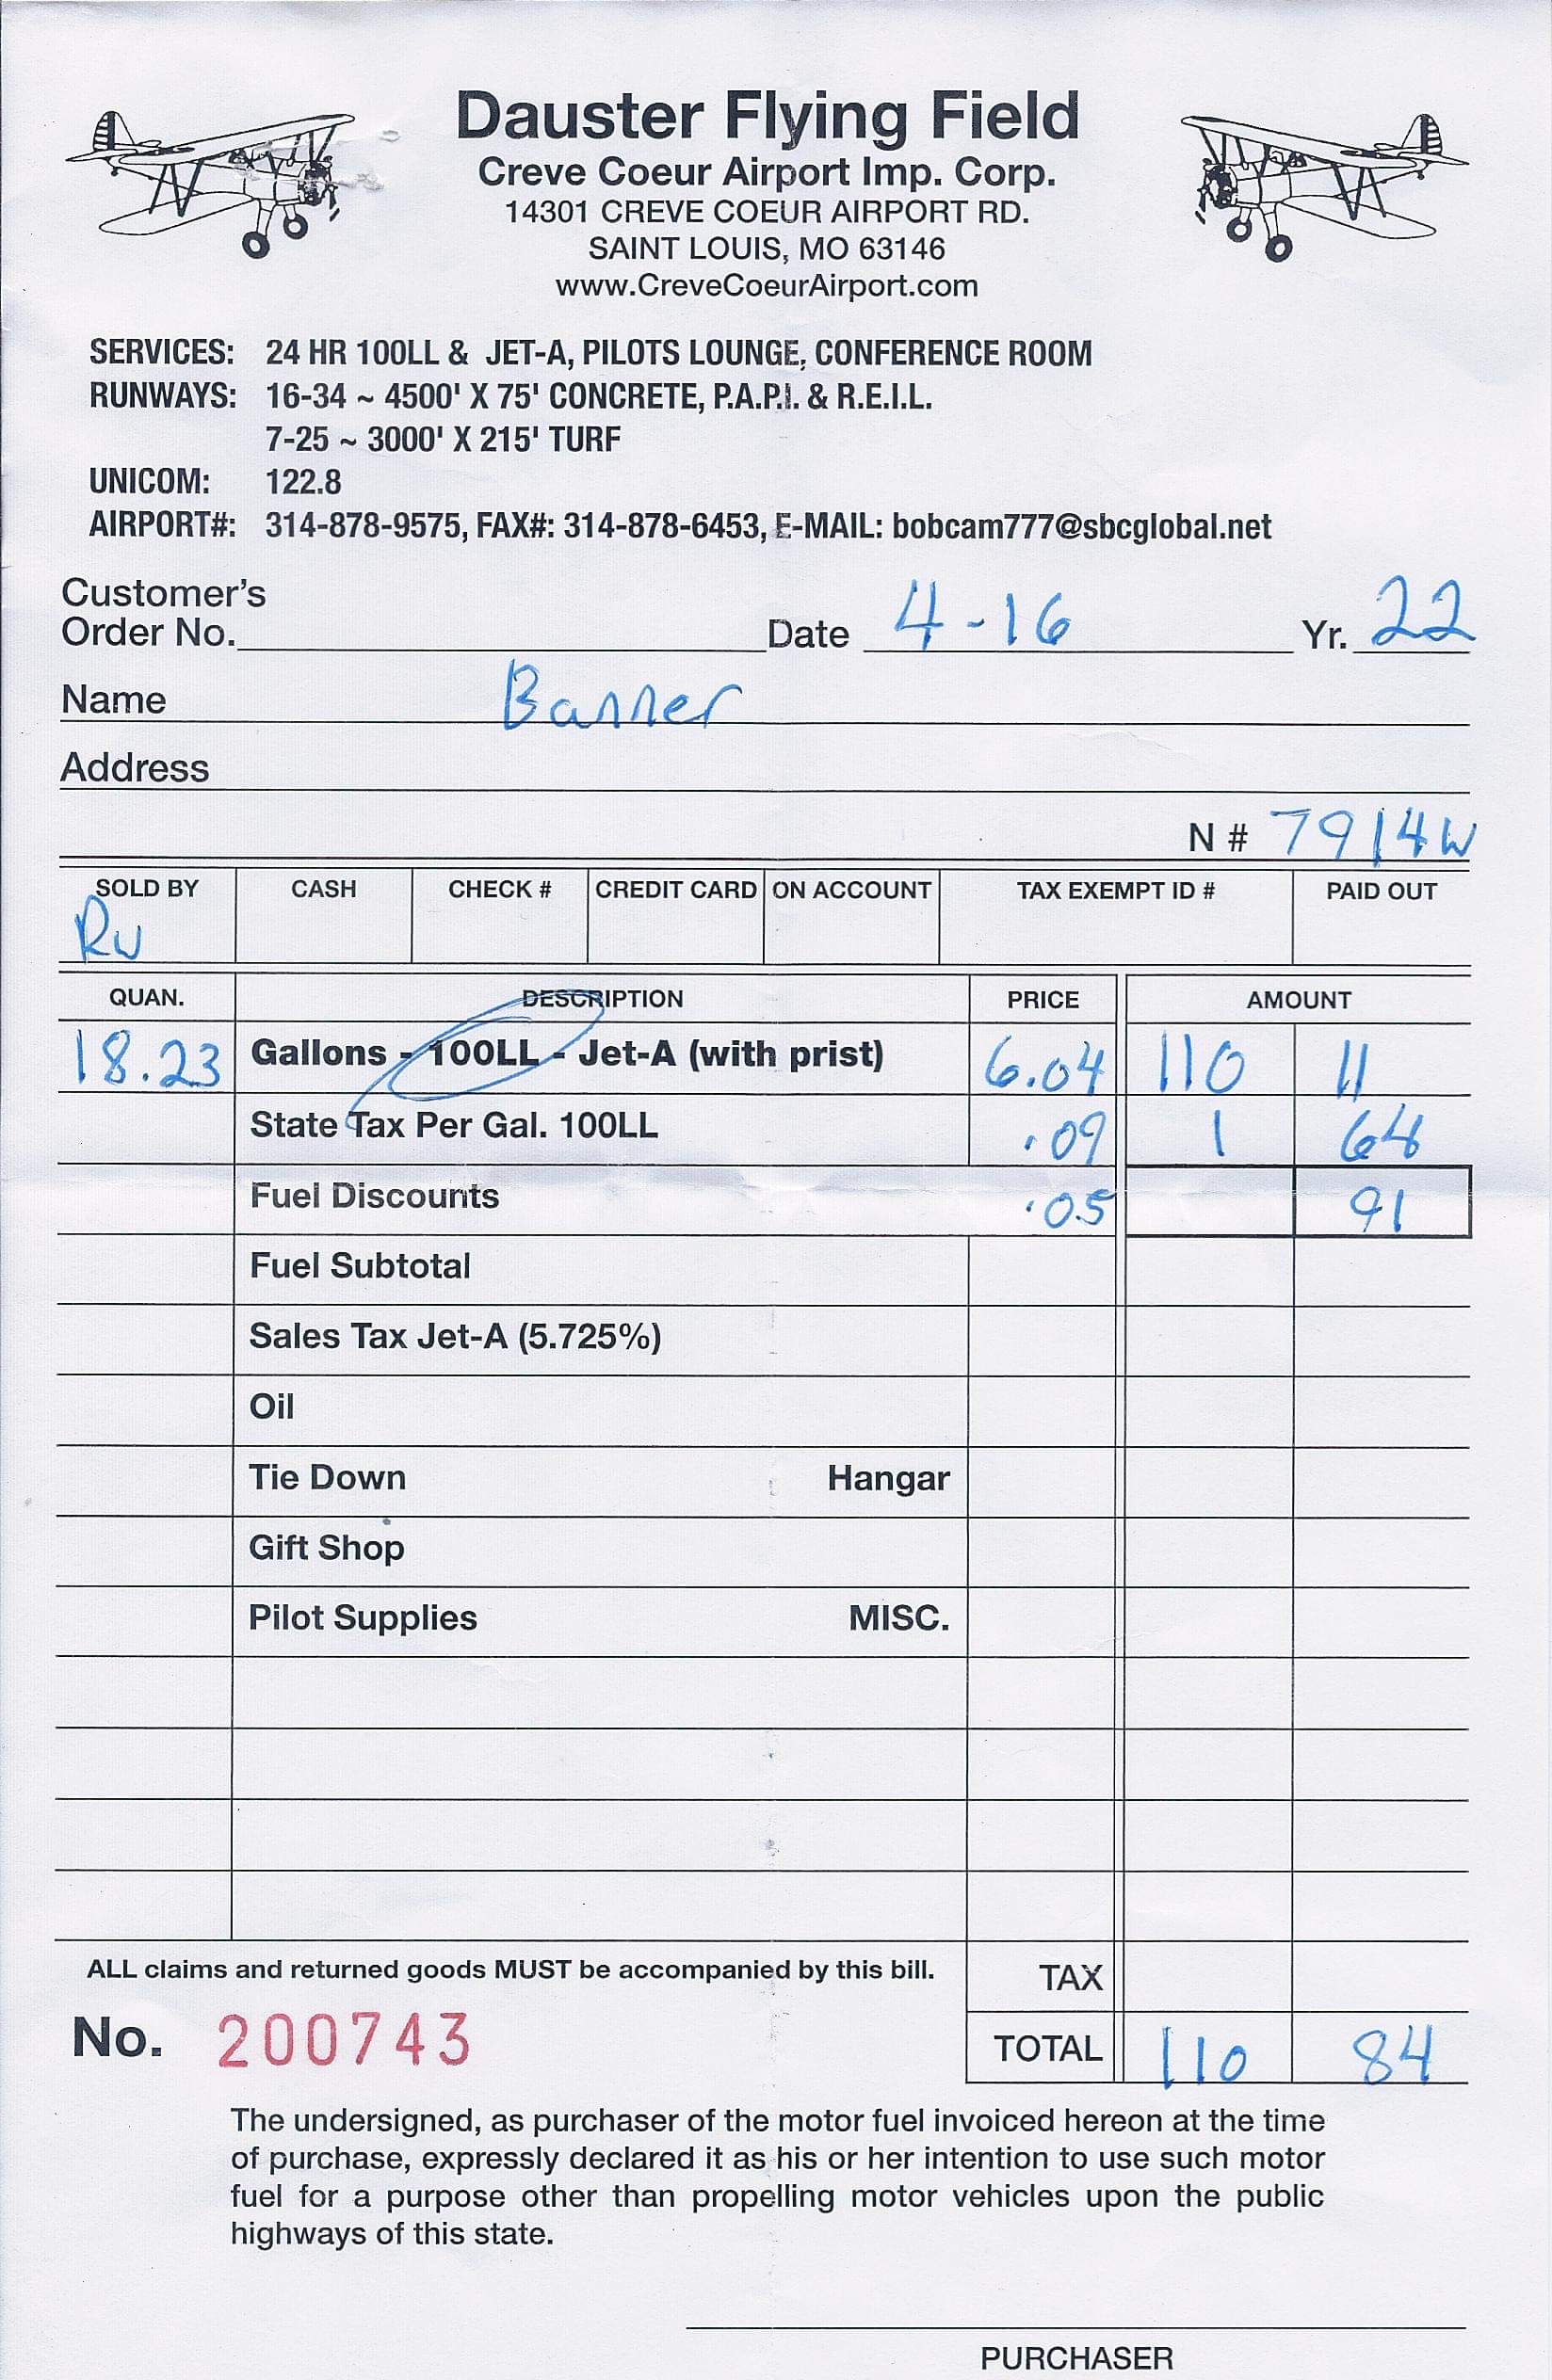 Dauster Flying Field
Creve Coeur Airport Imp. Corp.
14301 CREVE COEUR AIRPORT RD.
SAINT LOUIS, MO 63146
www.CreveCoeurAirport.com
SERVICES: 24 HR 100LL & JET-A, PILOTS LOUNGE, CONFERENCE ROOM
RUNWAYS: 16-34 ~ 4500' X 75' CONCRETE, P.A.P.I. & R.E.I.L.
7-25 ~ 3000' X 215' TURF
UNICOM: 122.8
AIRPORT#: 314-878-9575, FAX#: 314-878-6453, E-MAIL: bobcam777@sbcglobal.net
Customer's
Order No. Date 4-16 Yr. 22
Name Banner
Address
N # 7914W
SOLD BY CASH CHECK # CREDIT CARD ON ACCOUNT TAX EXEMPT ID # PAID OUT
RW
QUAN. DESCRIPTION PRICE AMOUNT
18.23 Gallons - 100LL - Jet-A (with prist) 6.04 110 11
State Tax Per Gal. 100LL .09 1 64
Fuel Discounts .05 91
Fuel Subtotal
Sales Tax Jet-A (5.725%)
Oil
Tie Down Hangar
Gift Shop
Pilot Supplies MISC.
ALL claims and returned goods MUST be accompanied by this bill. TAX
No. 200743 TOTAL 110 84
The undersigned, as purchaser of the motor fuel invoiced hereon at the time
of purchase, expressly declared it as his or her intention to use such motor
fuel for a purpose other than propelling motor vehicles upon the public
highways of this state.
PURCHASER